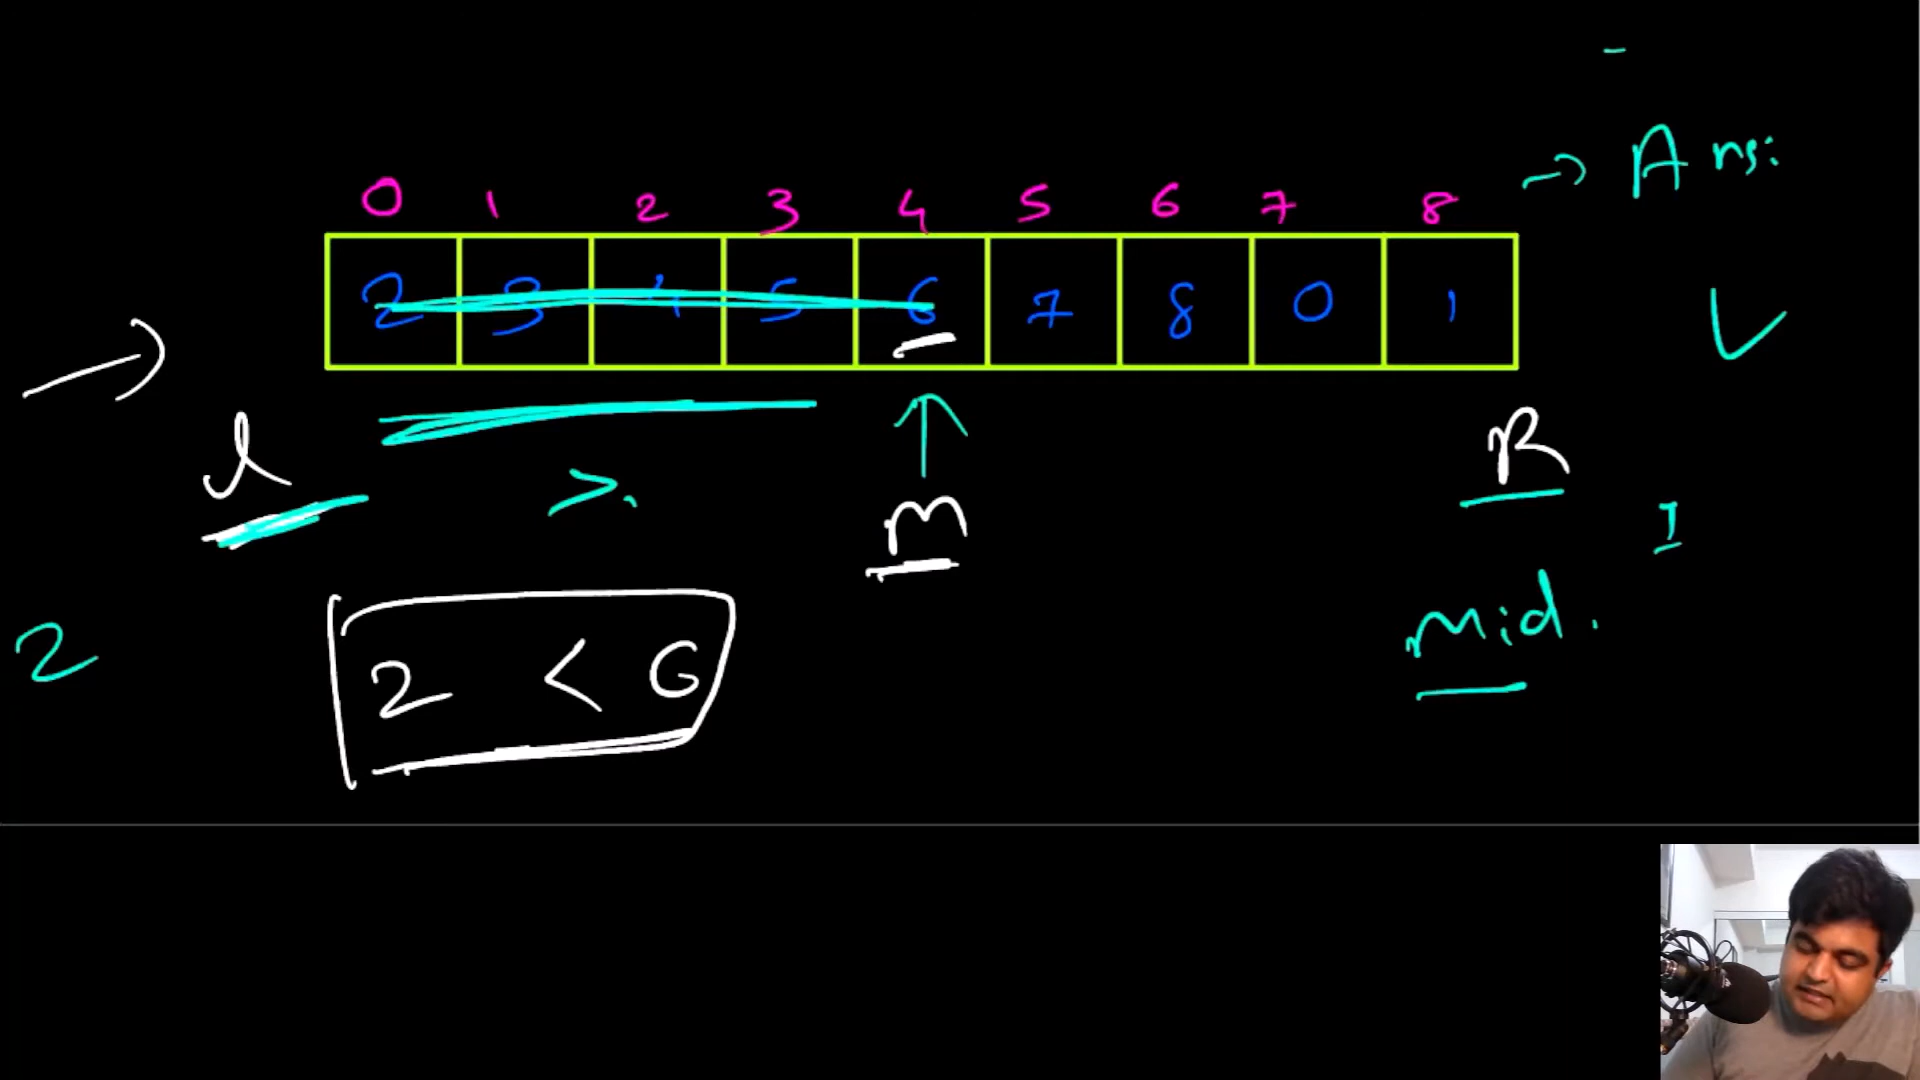 → Ans:
0 1 2 3 4 5 6 7 8
2 3 4 5 6 7 8 0 1
l R
>. m I
mid.
2 2 < 6